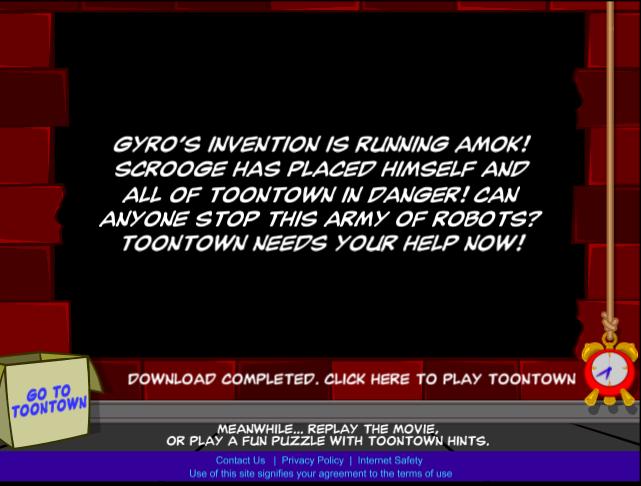 GYRO'S INVENTION IS RUNNING AMOK!
SCROOGE HAS PLACED HIMSELF AND
ALL OF TOONTOWN IN DANGER! CAN
ANYONE STOP THIS ARMY OF ROBOTS?
TOONTOWN NEEDS YOUR HELP NOW!
GO TO
TOONTOWN
DOWNLOAD COMPLETED. CLICK HERE TO PLAY TOONTOWN
MEANWHILE... REPLAY THE MOVIE,
OR PLAY A FUN PUZZLE WITH TOONTOWN HINTS.
Contact Us | Privacy Policy | Internet Safety
Use of this site signifies your agreement to the terms of use